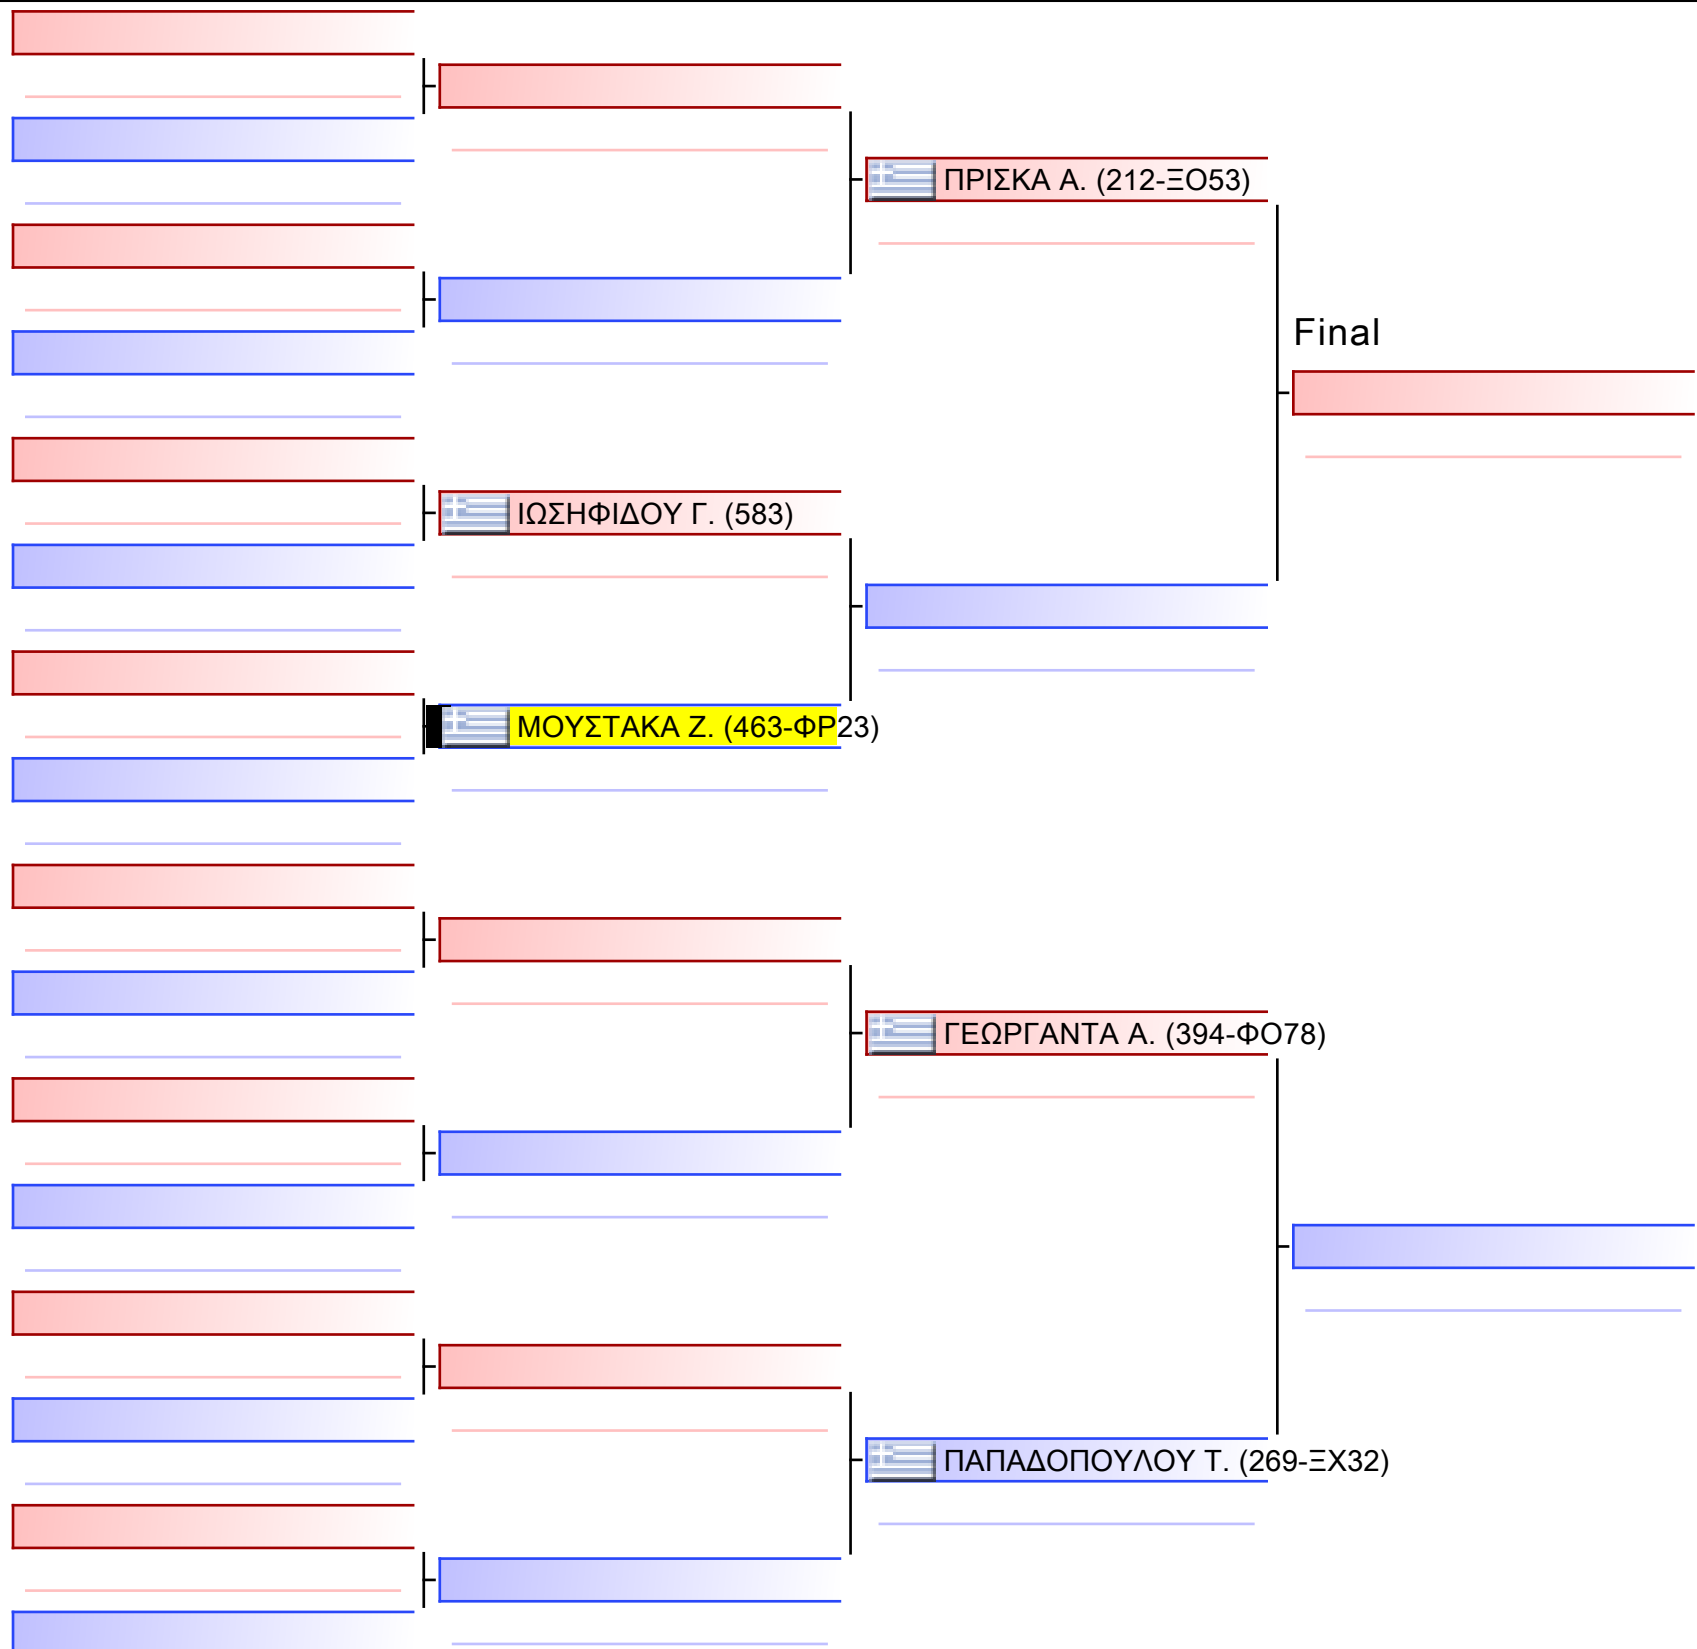 ΠΡΙΣΚΑ Α. (212-ΞΟ53)
Final
ΙΩΣΗΦΙΔΟΥ Γ. (583)
ΜΟΥΣΤΑΚΑ Ζ. (463-ΦΡ23)
ΓΕΩΡΓΑΝΤΑ Α. (394-ΦΟ78)
ΠΑΠΑΔΟΠΟΥΛΟΥ Τ. (269-ΞΧ32)